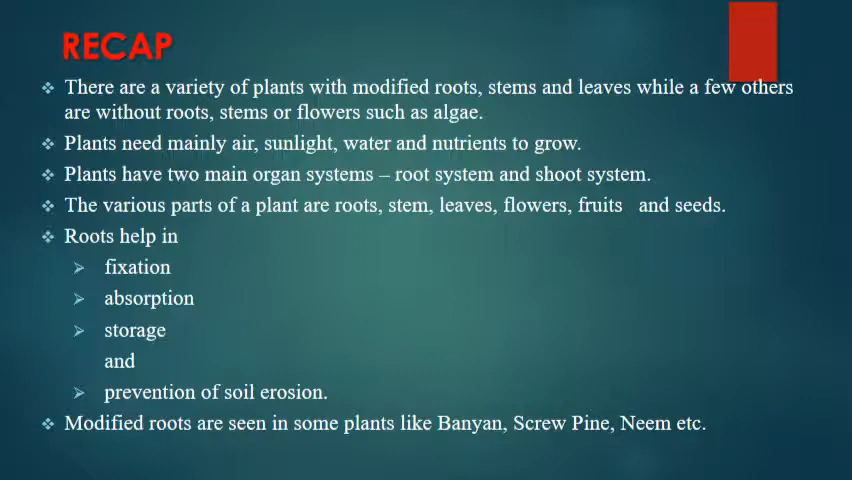 RECAP
There are a variety of plants with modified roots, stems and leaves while a few others
are without roots, stems or flowers such as algae.
Plants need mainly air, sunlight, water and nutrients to grow.
Plants have two main organ systems – root system and shoot system.
The various parts of a plant are roots, stem, leaves, flowers, fruits and seeds.
Roots help in
fixation
absorption
storage
and
prevention of soil erosion.
Modified roots are seen in some plants like Banyan, Screw Pine, Neem etc.